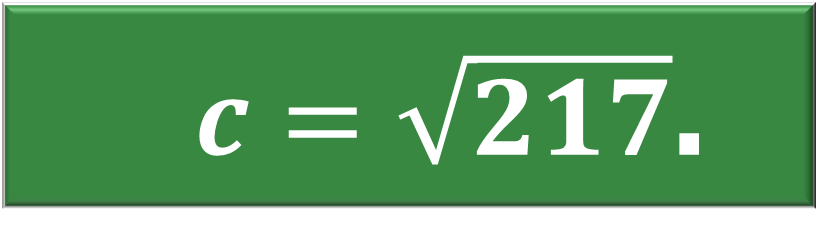 c = √217.